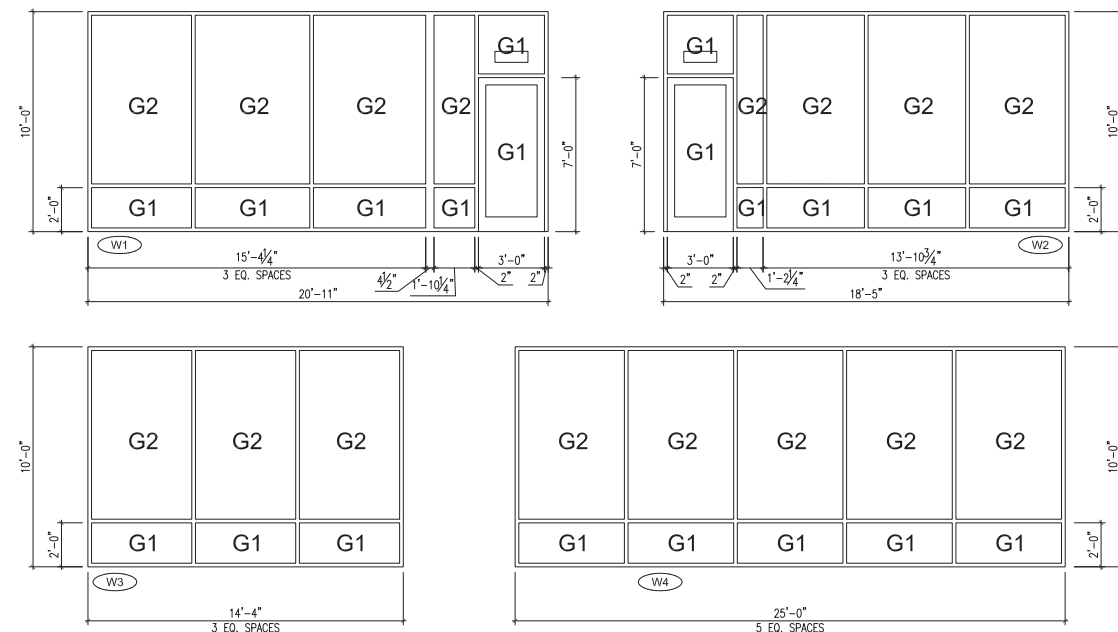 G2 G2 G2 G2 G1
10'-0" G1 7'-0"
2'-0" G1 G1 G1 G1
W1
15'-4¼" 3'-0"
3 EQ. SPACES 4½" 1'-10¼" 2" 2"
20'-11"
G1 G2 G2 G2 G2
7'-0" G1 10'-0"
G1 G1 G1 G1 2'-0"
W2
3'-0" 13'-10¾"
2" 2" 1'-2¼" 3 EQ. SPACES
18'-5"
10'-0" G2 G2 G2
2'-0" G1 G1 G1
W3
14'-4"
3 EQ. SPACES
G2 G2 G2 G2 G2 10'-0"
G1 G1 G1 G1 G1 2'-0"
W4
25'-0"
5 EQ. SPACES